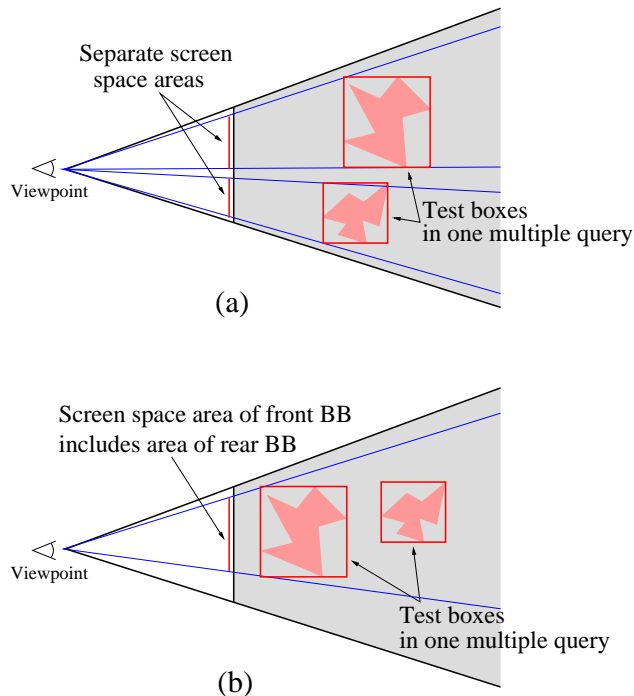 Separate screen
space areas
Viewpoint
Test boxes
in one multiple query
(a)
Screen space area of front BB
includes area of rear BB
Viewpoint
Test boxes
in one multiple query
(b)